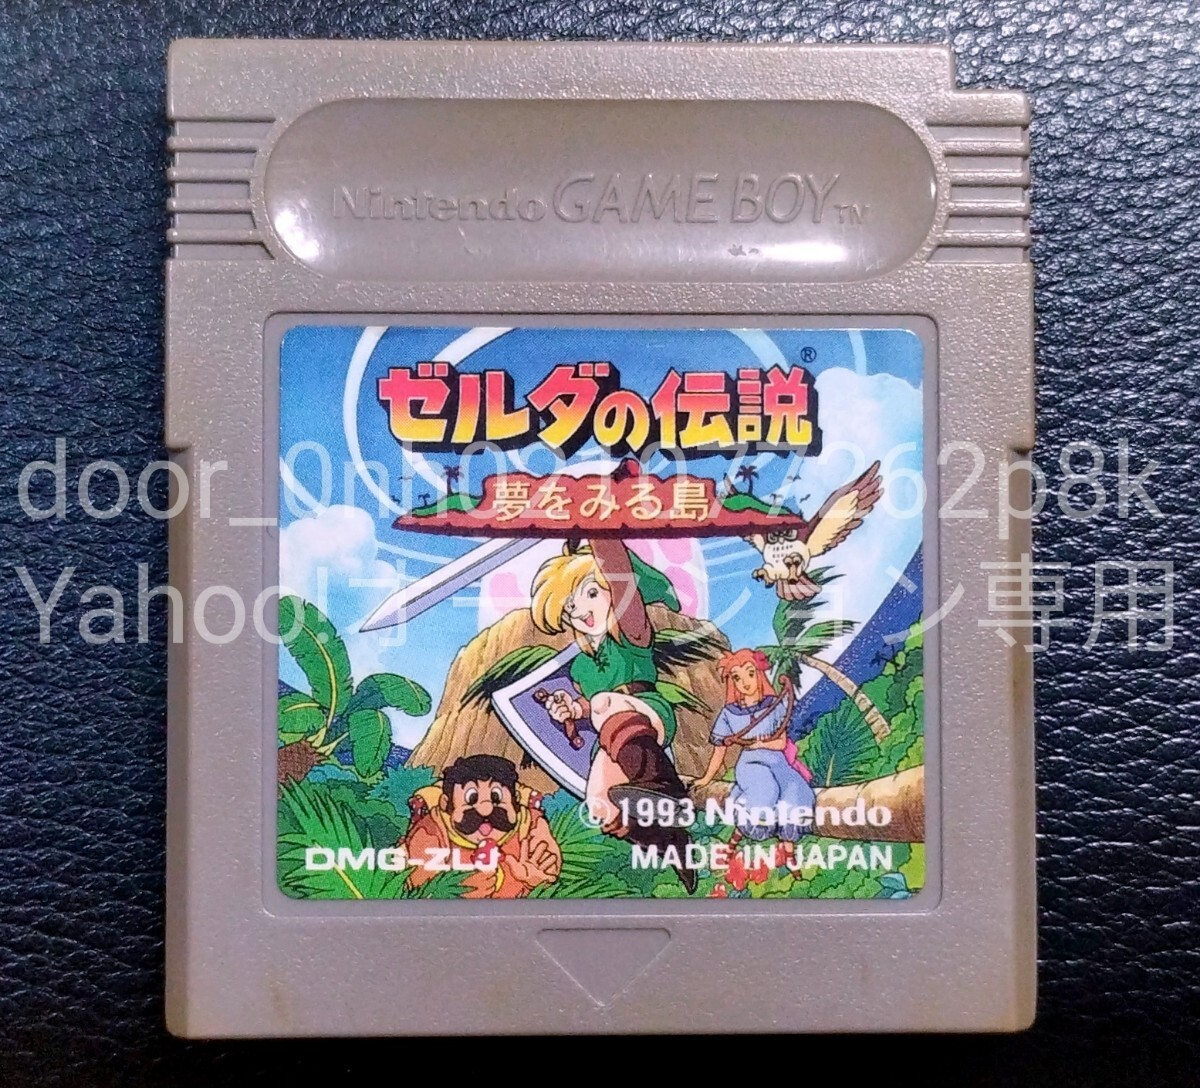 Nintendo GAME BOY TM
ゼルダの伝説®
夢をみる島
Yahoo!オークション専用
©1993 Nintendo
DMG-ZLJ
MADE IN JAPAN